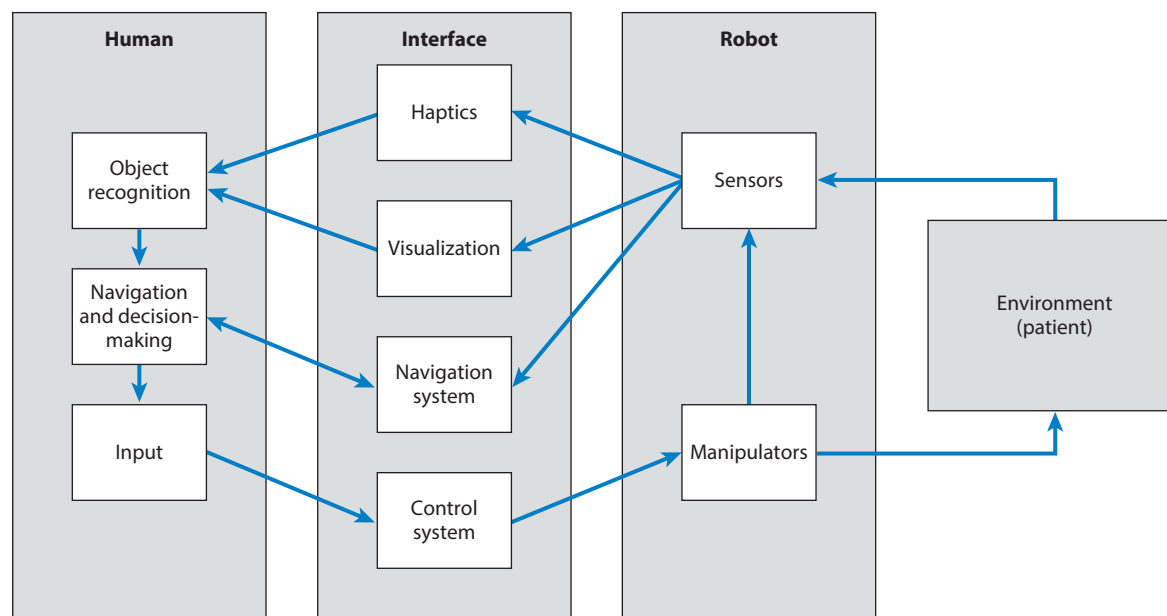 Human
Interface
Robot
Haptics
Object
recognition
Sensors
Visualization
Navigation
and decision-
making
Environment
(patient)
Navigation
system
Input
Manipulators
Control
system